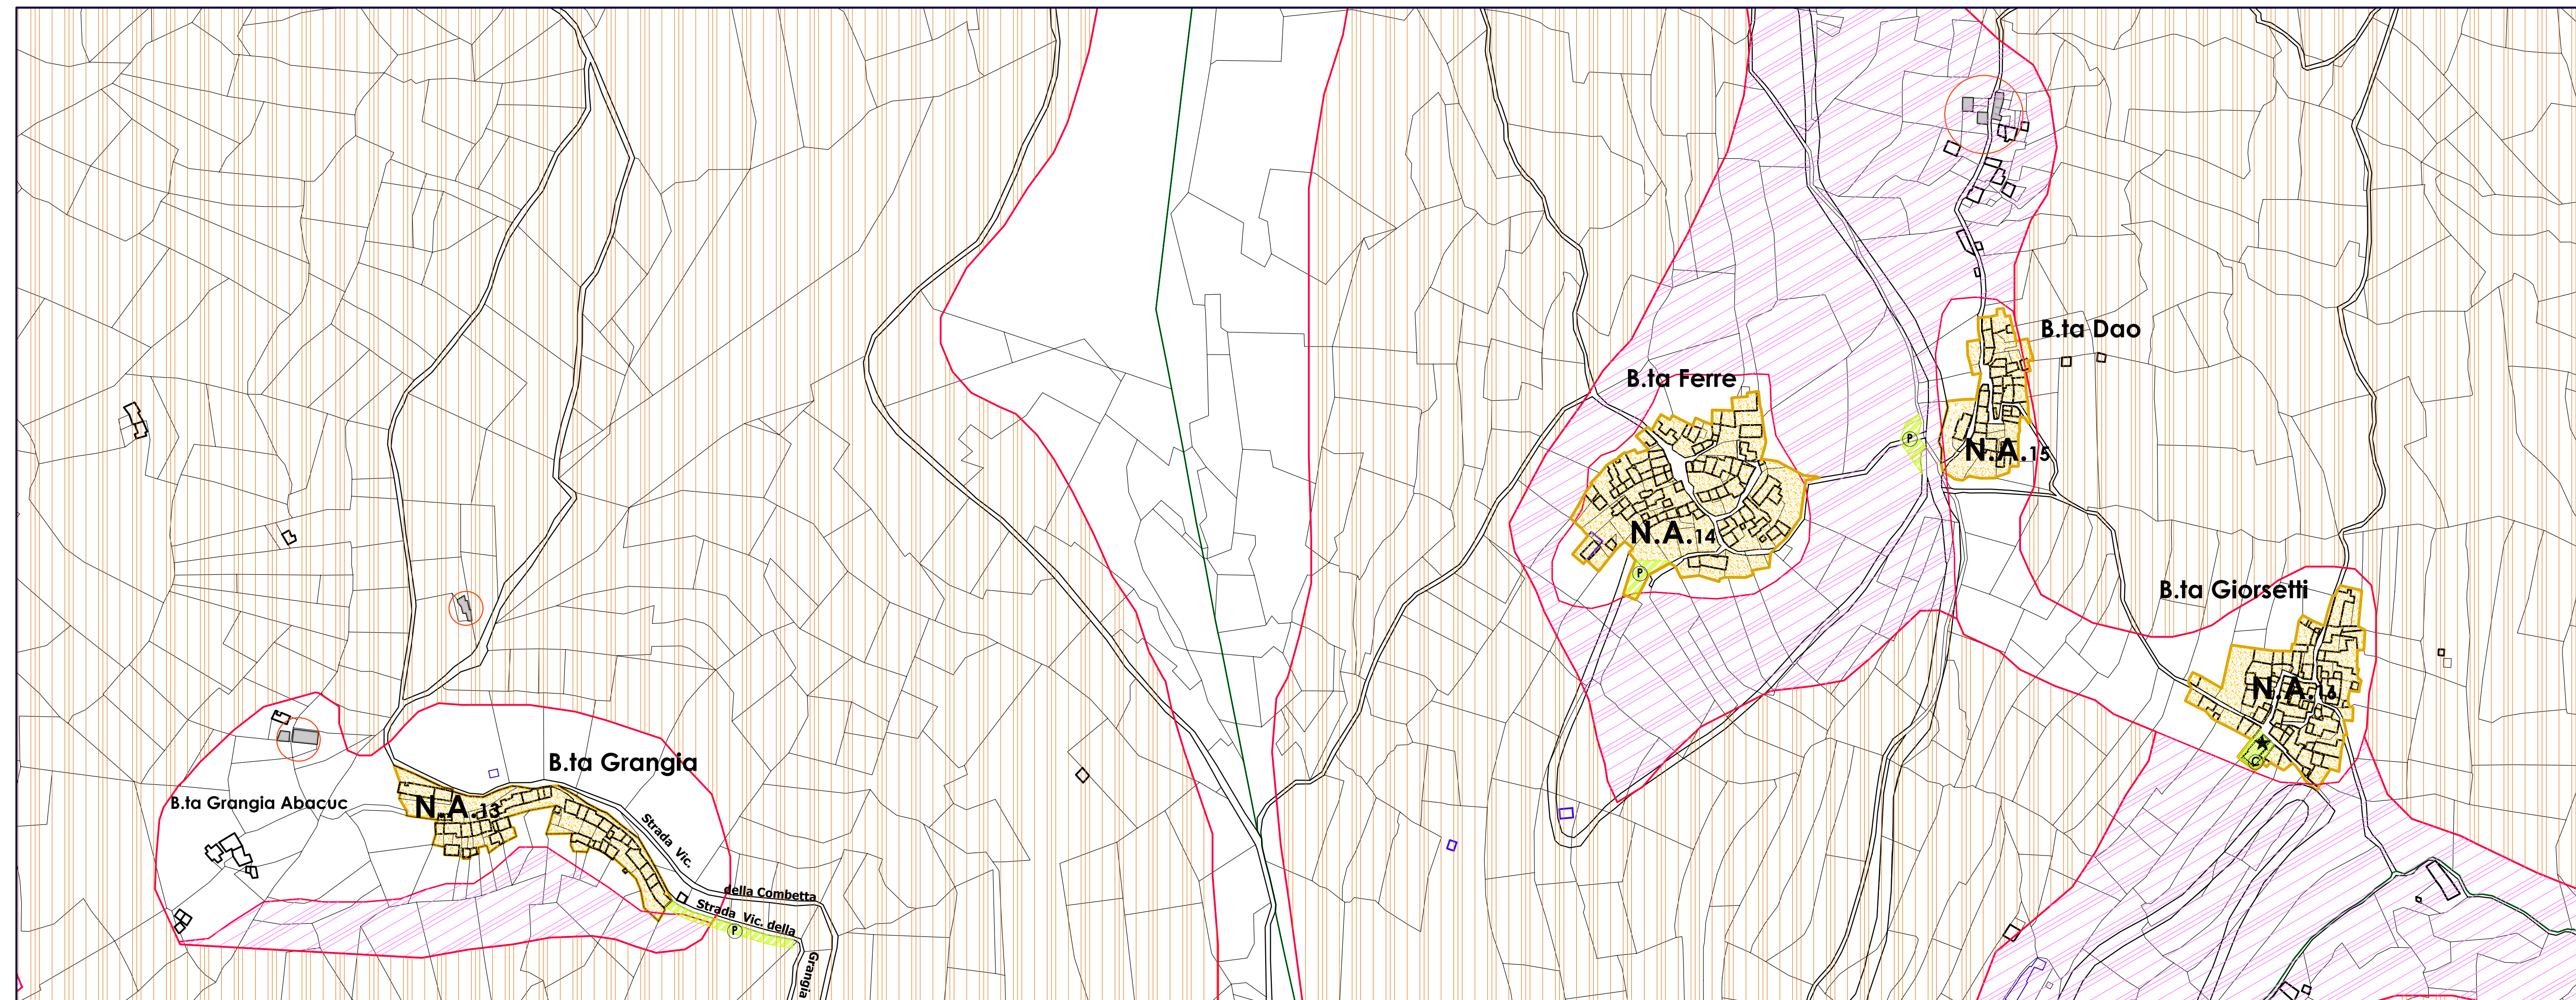 B.ta Dao
B.ta Ferre
P
N.A.15
N.A.14
P
B.ta Giorsetti
N.A.16
C
B.ta Grangia
B.ta Grangia Abacuc
N.A.13
Strada Vic.
della Combetta
Strada Vic. della
P
Grangia